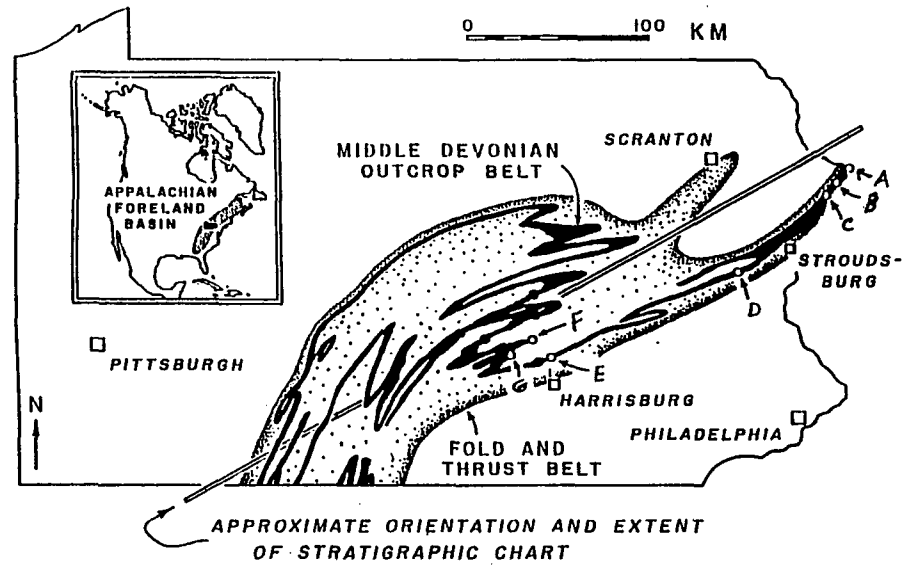 0 100 KM
SCRANTON
MIDDLE DEVONIAN
OUTCROP BELT
APPALACHIAN
FORELAND
BASIN
A
B
C
STROUDS-
BURG
D
F
PITTSBURGH
G
E
HARRISBURG
N
PHILADELPHIA
FOLD AND
THRUST BELT
APPROXIMATE ORIENTATION AND EXTENT
OF STRATIGRAPHIC CHART